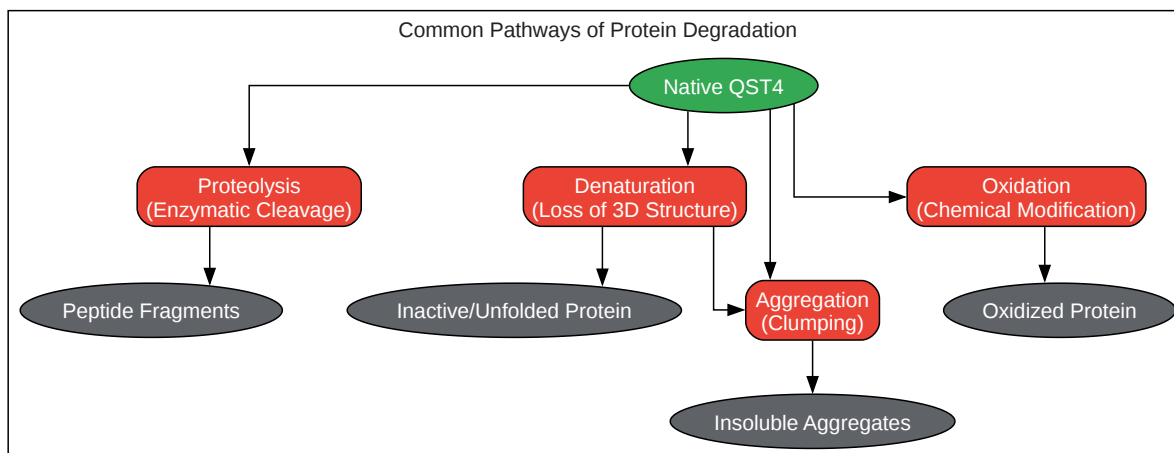 Common Pathways of Protein Degradation
Native QST4
Proteolysis
(Enzymatic Cleavage)
Denaturation
(Loss of 3D Structure)
Oxidation
(Chemical Modification)
Peptide Fragments
Inactive/Unfolded Protein
Aggregation
(Clumping)
Oxidized Protein
Insoluble Aggregates